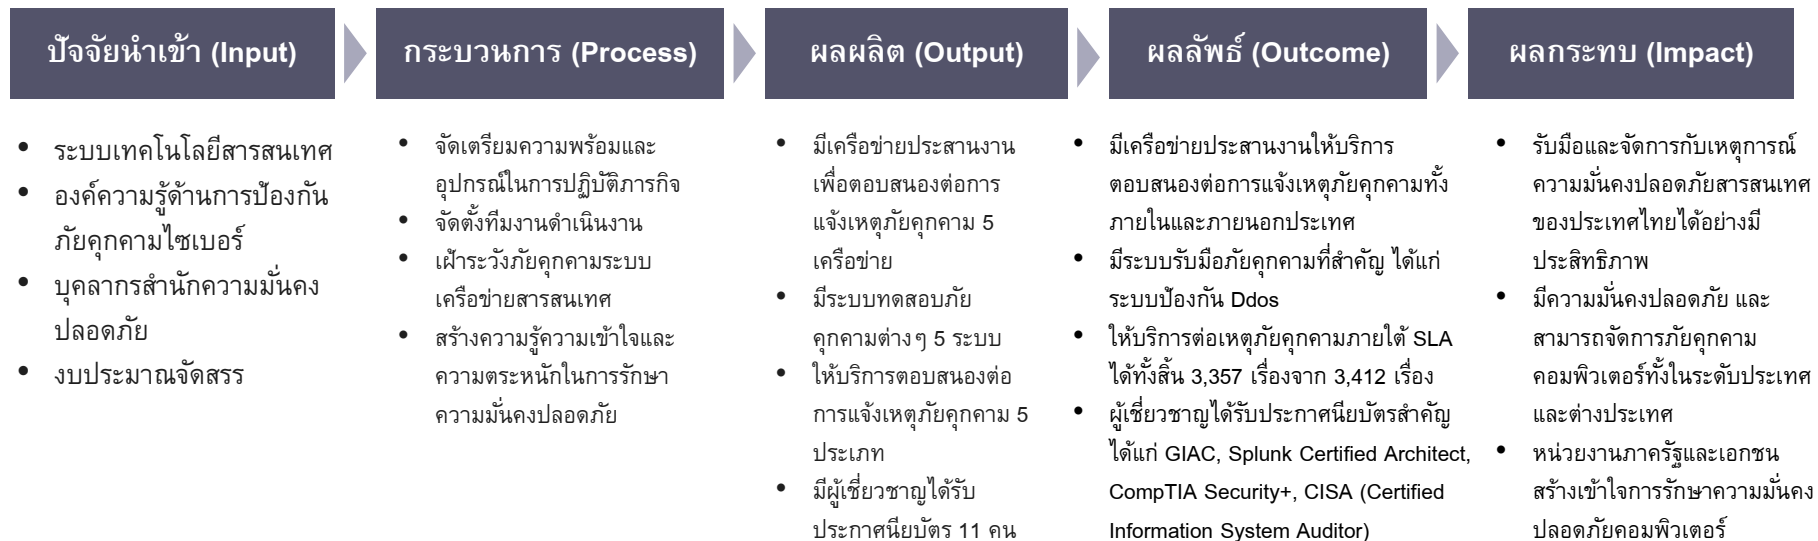 ปัจจัยนำเข้า (Input)
กระบวนการ (Process)
ผลผลิต (Output)
ผลลัพธ์ (Outcome)
ผลกระทบ (Impact)
• ระบบเทคโนโลยีสารสนเทศ
• องค์ความรู้ด้านการป้องกัน
ภัยคุกคามไซเบอร์
• บุคลากรสำนักความมั่นคง
ปลอดภัย
• งบประมาณจัดสรร
• จัดเตรียมความพร้อมและ
อุปกรณ์ในการปฏิบัติภารกิจ
• จัดตั้งทีมงานดำเนินงาน
• เฝ้าระวังภัยคุกคามระบบ
เครือข่ายสารสนเทศ
• สร้างความรู้ความเข้าใจและ
ความตระหนักในการรักษา
ความมั่นคงปลอดภัย
• มีเครือข่ายประสานงาน
เพื่อตอบสนองต่อการ
แจ้งเหตุภัยคุกคาม 5
เครือข่าย
• มีระบบทดสอบภัย
คุกคามต่างๆ 5 ระบบ
• ให้บริการตอบสนองต่อ
การแจ้งเหตุภัยคุกคาม 5
ประเภท
• มีผู้เชี่ยวชาญได้รับ
ประกาศนียบัตร 11 คน
• มีเครือข่ายประสานงานให้บริการ
ตอบสนองต่อการแจ้งเหตุภัยคุกคามทั้ง
ภายในและภายนอกประเทศ
• มีระบบรับมือภัยคุกคามที่สำคัญ ได้แก่
ระบบป้องกัน Ddos
• ให้บริการต่อเหตุภัยคุกคามภายใต้ SLA
ได้ทั้งสิ้น 3,357 เรื่องจาก 3,412 เรื่อง
• ผู้เชี่ยวชาญได้รับประกาศนียบัตรสำคัญ
ได้แก่ GIAC, Splunk Certified Architect,
CompTIA Security+, CISA (Certified
Information System Auditor)
• รับมือและจัดการกับเหตุการณ์
ความมั่นคงปลอดภัยสารสนเทศ
ของประเทศไทยได้อย่างมี
ประสิทธิภาพ
• มีความมั่นคงปลอดภัย และ
สามารถจัดการภัยคุกคาม
คอมพิวเตอร์ทั้งในระดับประเทศ
และต่างประเทศ
• หน่วยงานภาครัฐและเอกชน
สร้างเข้าใจการรักษาความมั่นคง
ปลอดภัยคอมพิวเตอร์